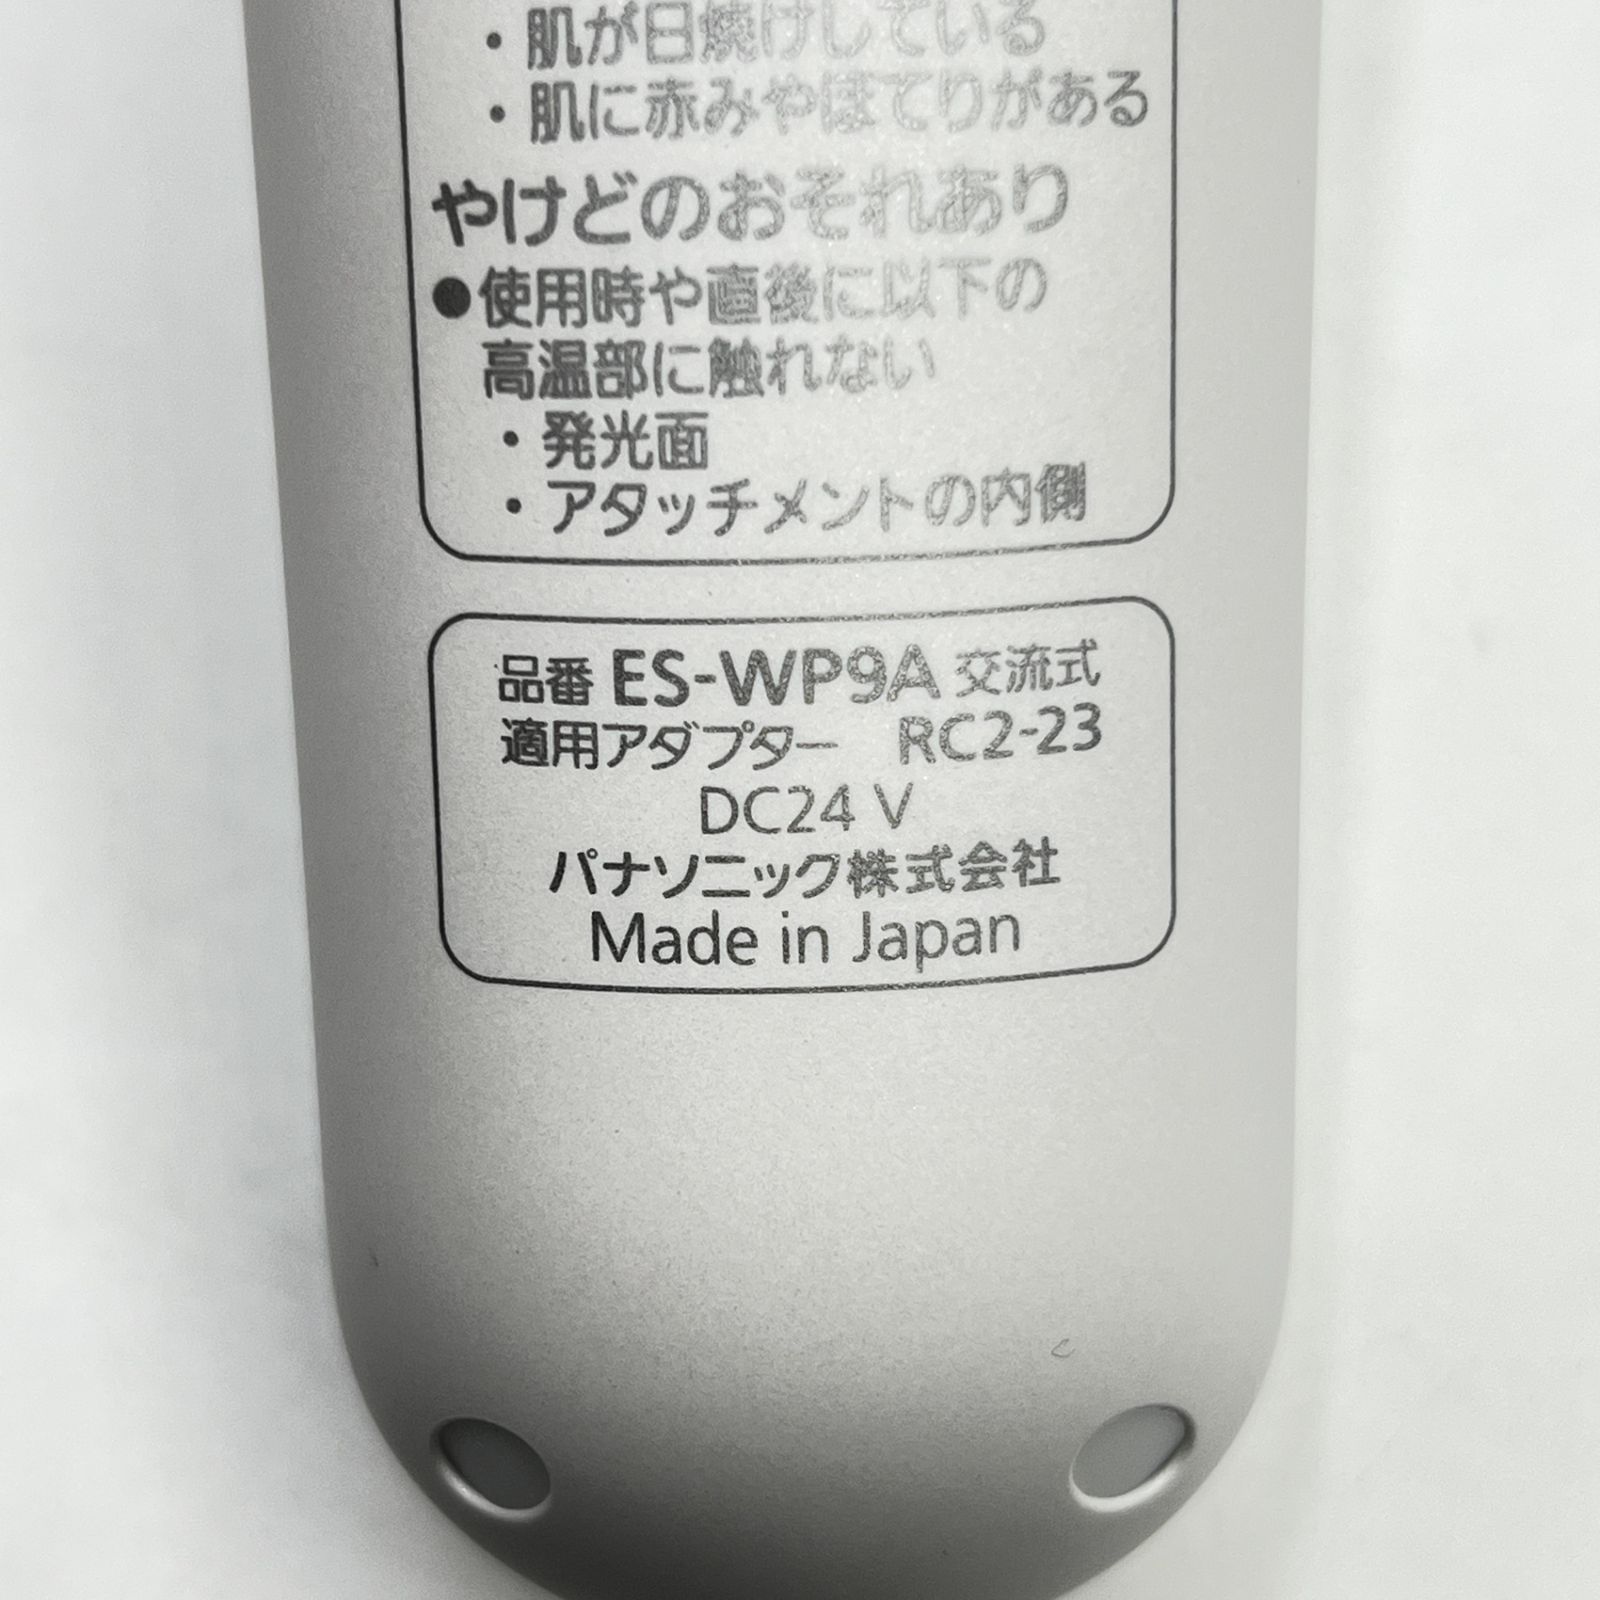 ・肌が日焼けしている
・肌に赤みやほてりがある
やけどのおそれあり
●使用時や直後に以下の
高温部に触れない
・発光面
・アタッチメントの内側
品番 ES-WP9A 交流式
適用アダプター RC2-23
DC24 V
パナソニック株式会社
Made in Japan